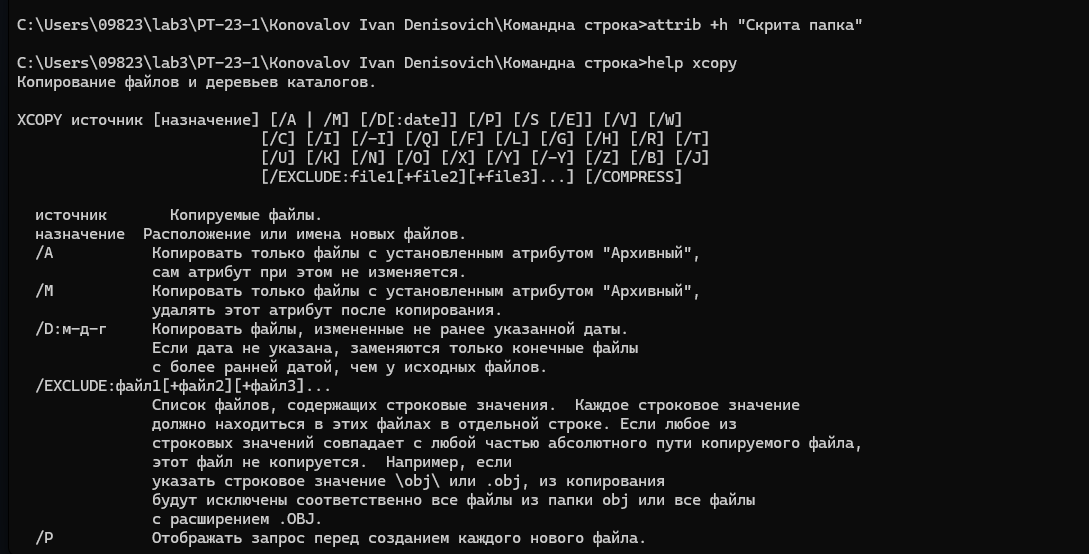 C:\Users\09823\lab3\PT-23-1\Konovalov Ivan Denisovich\Командна строка>attrib +h "Скрита папка"
C:\Users\09823\lab3\PT-23-1\Konovalov Ivan Denisovich\Командна строка>help xcopy
Копирование файлов и деревьев каталогов.
XCOPY источник [назначение] [/A | /M] [/D[:date]] [/P] [/S [/E]] [/V] [/W]
[/C] [/I] [/-I] [/Q] [/F] [/L] [/G] [/H] [/R] [/T]
[/U] [/K] [/N] [/O] [/X] [/Y] [/-Y] [/Z] [/B] [/J]
[/EXCLUDE:file1[+file2][+file3]...] [/COMPRESS]
источник Копируемые файлы.
назначение Расположение или имена новых файлов.
/A Копировать только файлы с установленным атрибутом "Архивный",
сам атрибут при этом не изменяется.
/M Копировать только файлы с установленным атрибутом "Архивный",
удалять этот атрибут после копирования.
/D:м-д-г Копировать файлы, измененные не ранее указанной даты.
Если дата не указана, заменяются только конечные файлы
с более ранней датой, чем у исходных файлов.
/EXCLUDE:файл1[+файл2][+файл3]...
Список файлов, содержащих строковые значения. Каждое строковое значение
должно находиться в этих файлах в отдельной строке. Если любое из
строковых значений совпадает с любой частью абсолютного пути копируемого файла,
этот файл не копируется. Например, если
указать строковое значение \obj\ или .obj, из копирования
будут исключены соответственно все файлы из папки obj или все файлы
с расширением .OBJ.
/P Отображать запрос перед созданием каждого нового файла.